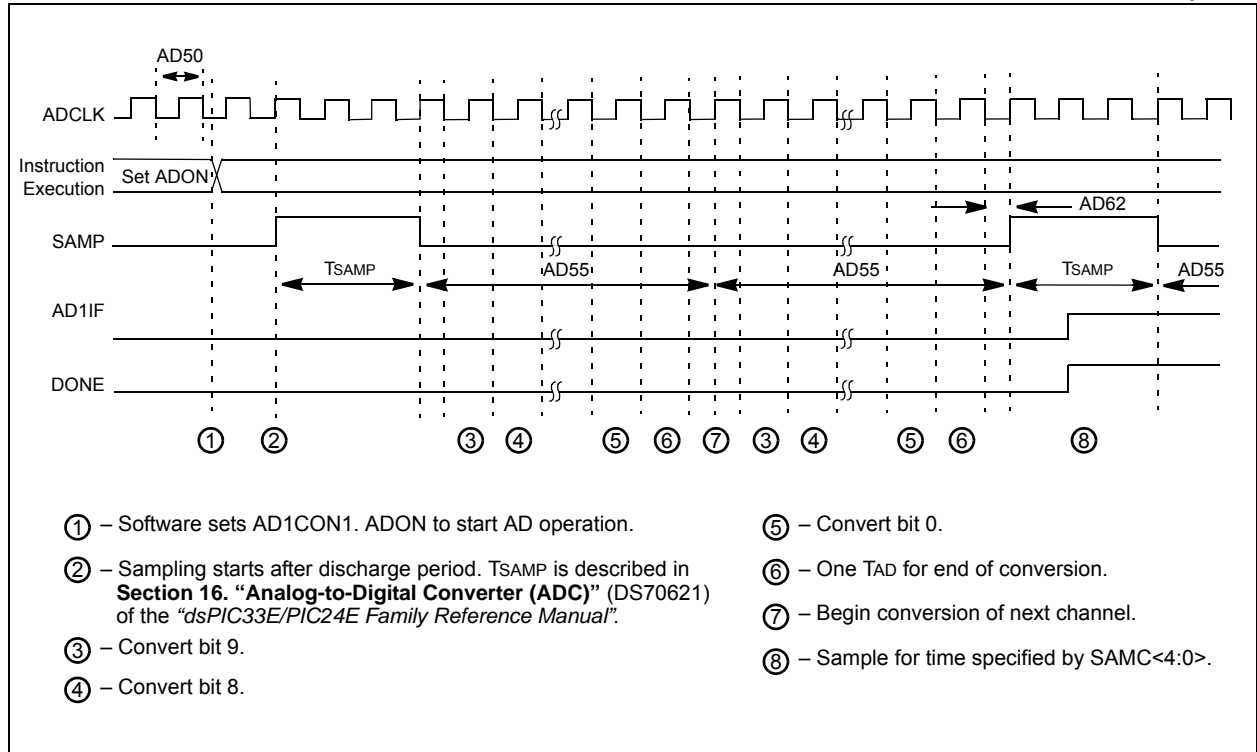 AD50
ADCLK
Instruction
Execution
Set ADON
AD62
SAMP
TSAMP
AD55
AD55
TSAMP
AD55
AD1IF
DONE
1 2 3 4 5 6 7 3 4 5 6 8
1 – Software sets AD1CON1. ADON to start AD operation.
2 – Sampling starts after discharge period. TSAMP is described in
Section 16. “Analog-to-Digital Converter (ADC)” (DS70621)
of the “dsPIC33E/PIC24E Family Reference Manual”.
3 – Convert bit 9.
4 – Convert bit 8.
5 – Convert bit 0.
6 – One TAD for end of conversion.
7 – Begin conversion of next channel.
8 – Sample for time specified by SAMC<4:0>.